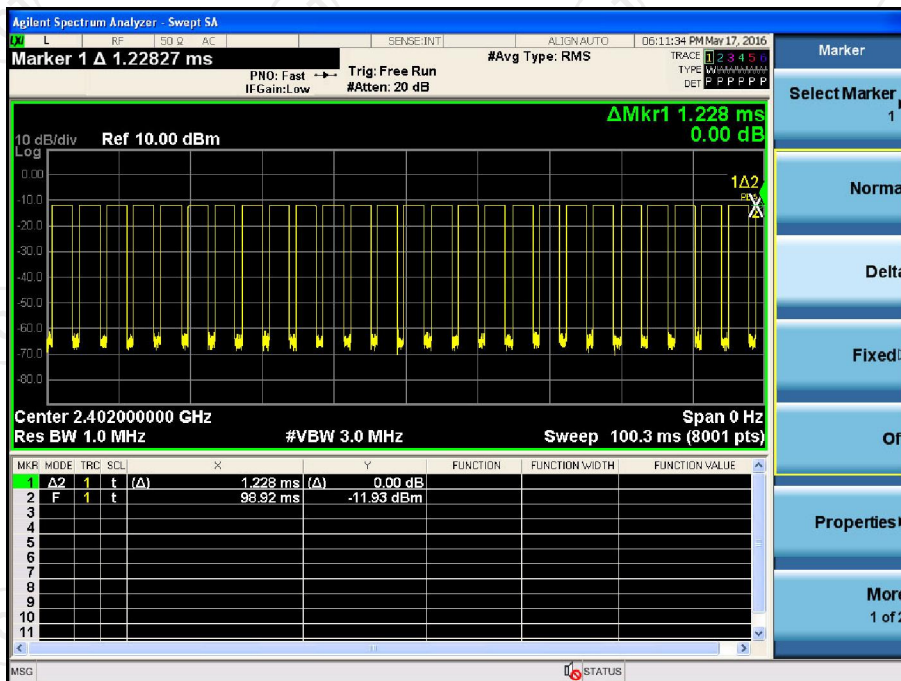 Agilent Spectrum Analyzer - Swept SA
LXI L RF 50 Ω AC SENSE:INT ALIGNAUTO 06:11:34 PM May 17, 2016
Marker 1 Δ 1.22827 ms
PNO: Fast Trig: Free Run #Avg Type: RMS TRACE 1 2 3 4 5 6
IFGain:Low #Atten: 20 dB TYPE W
DET P P P P P P
ΔMkr1 1.228 ms
0.00 dB
10 dB/div Ref 10.00 dBm
Log
0.00
-10.0
-20.0
-30.0
-40.0
-50.0
-60.0
-70.0
-80.0
1Δ2
Center 2.402000000 GHz Span 0 Hz
Res BW 1.0 MHz #VBW 3.0 MHz Sweep 100.3 ms (8001 pts)
MKR MODE TRC SCL X Y FUNCTION FUNCTION WIDTH FUNCTION VALUE
1 Δ2 1 t (Δ) 1.228 ms (Δ) 0.00 dB
2 F 1 t 98.92 ms -11.93 dBm
3
4
5
6
7
8
9
10
11
MSG STATUS
Marker
Select Marker
1
Norma
Delta
Fixed
Of
Properties
More
1 of 2